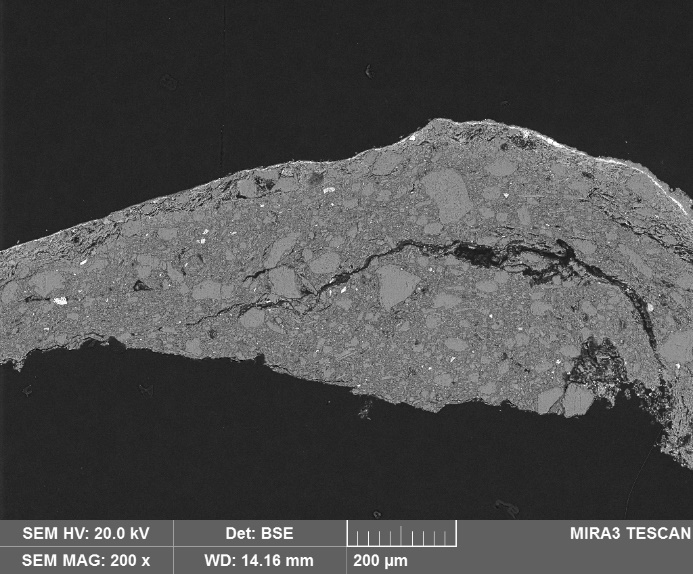 SEM HV: 20.0 kV Det: BSE MIRA3 TESCAN
SEM MAG: 200 x WD: 14.16 mm 200 µm